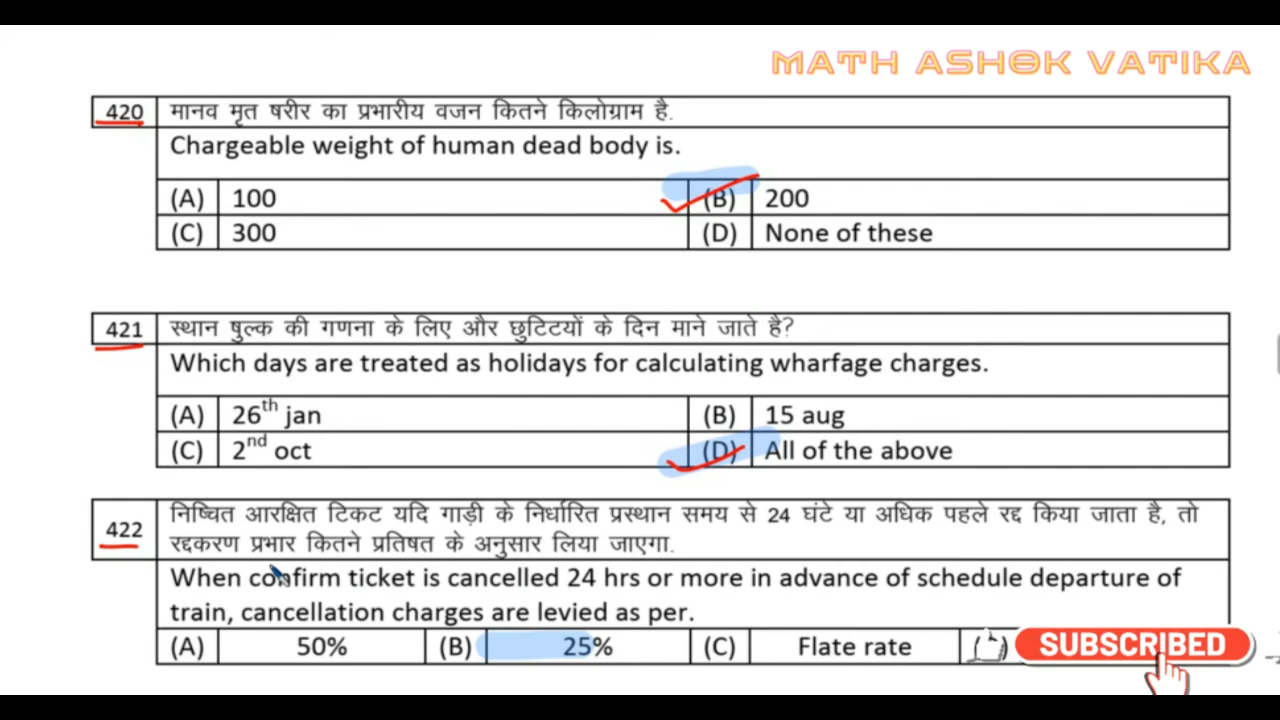 MATH ASHOK VATIKA
420 मानव मृत षरीर का प्रभारीय वजन कितने किलोग्राम है.
Chargeable weight of human dead body is.
(A) 100 (B) 200
(C) 300 (D) None of these
421 स्थान षुल्क की गणना के लिए और छुटिटयों के दिन माने जाते है?
Which days are treated as holidays for calculating wharfage charges.
(A) 26th jan (B) 15 aug
(C) 2nd oct (D) All of the above
422 निष्चित आरक्षित टिकट यदि गाड़ी के निर्धारित प्रस्थान समय से 24 घंटे या अधिक पहले रद्द किया जाता है, तो
रद्दकरण प्रभार कितने प्रतिषत के अनुसार लिया जाएगा.
When confirm ticket is cancelled 24 hrs or more in advance of schedule departure of
train, cancellation charges are levied as per.
(A) 50% (B) 25% (C) Flate rate
SUBSCRIBED